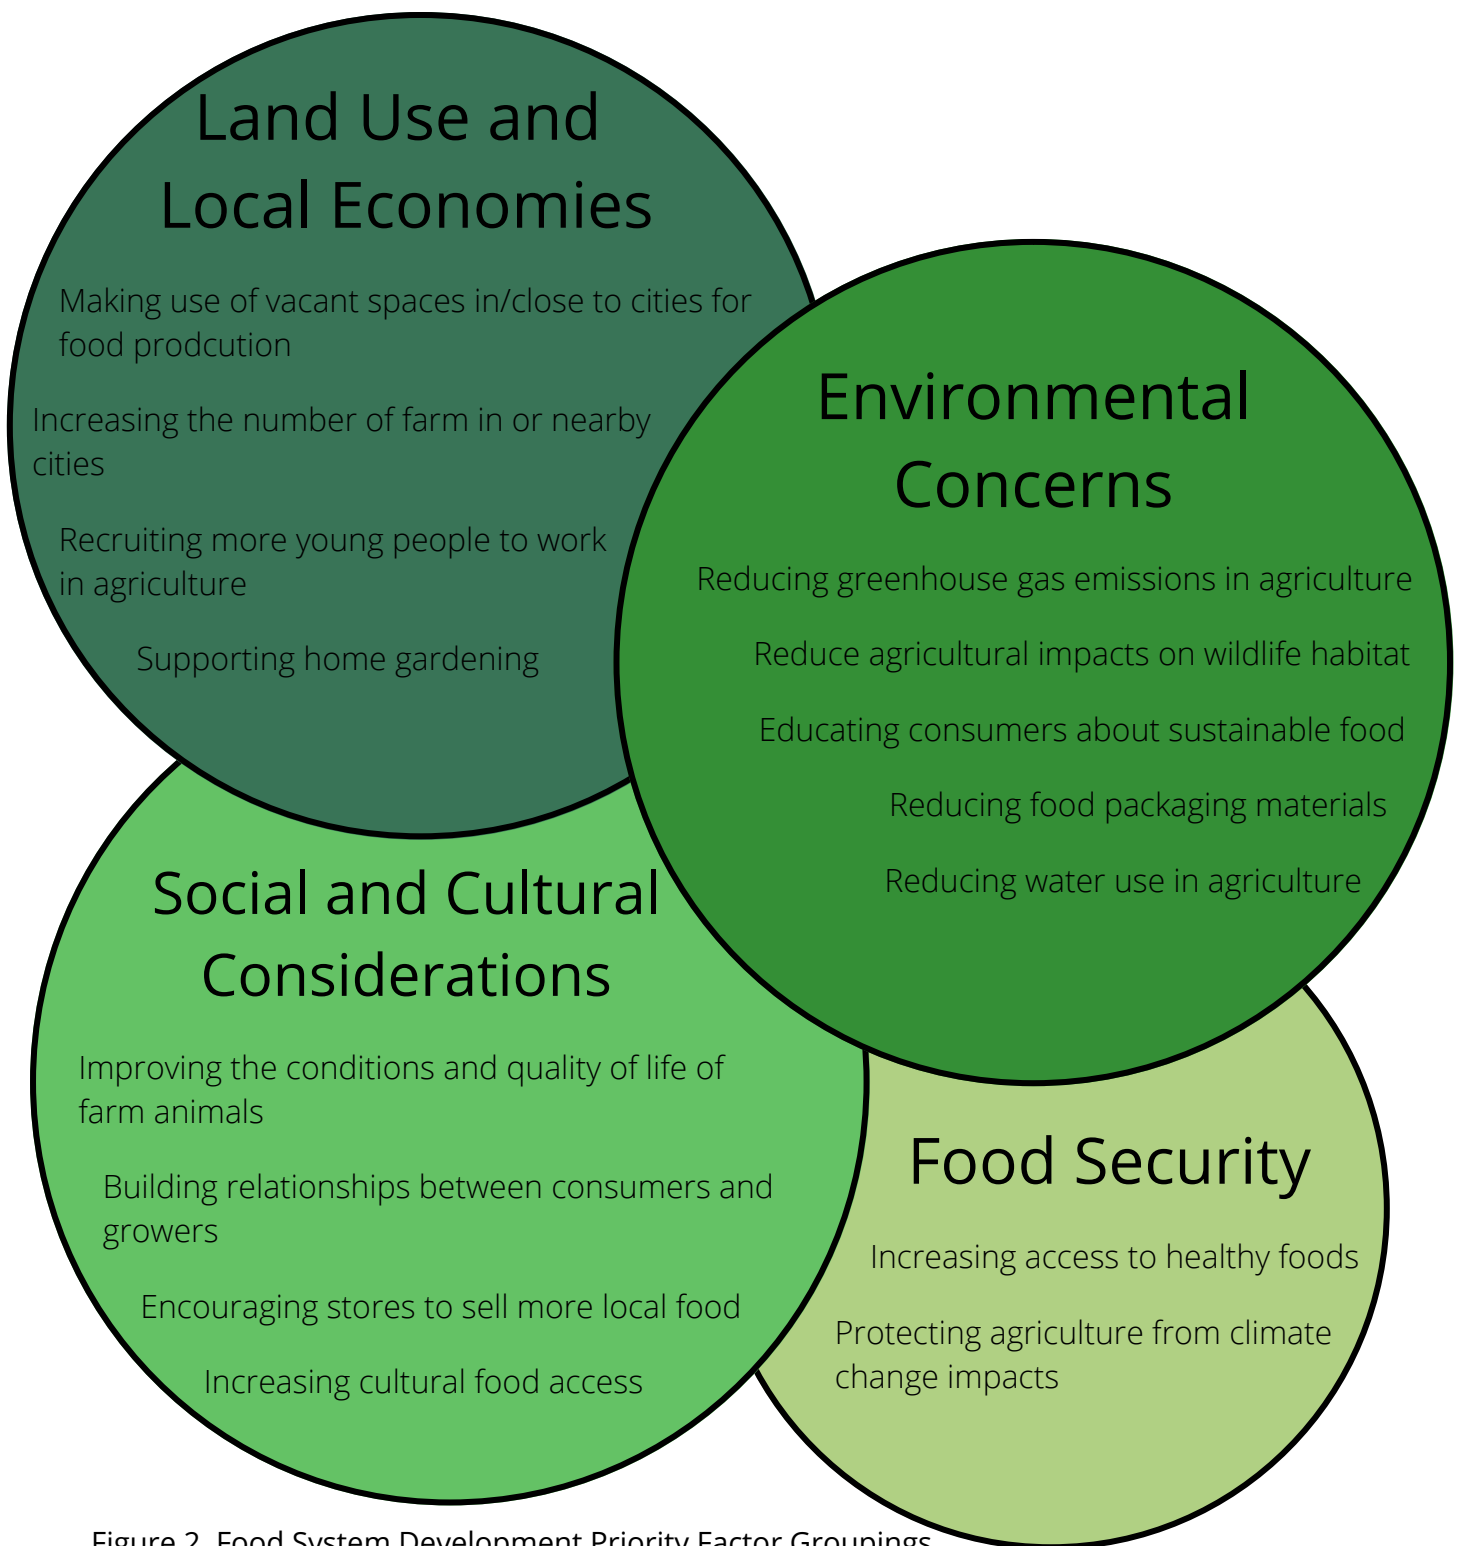 Land Use and
Local Economies
Making use of vacant spaces in/close to cities for
food prodcution
Increasing the number of farm in or nearby
cities
Recruiting more young people to work
in agriculture
Supporting home gardening
Environmental
Concerns
Reducing greenhouse gas emissions in agriculture
Reduce agricultural impacts on wildlife habitat
Educating consumers about sustainable food
Reducing food packaging materials
Reducing water use in agriculture
Social and Cultural
Considerations
Improving the conditions and quality of life of
farm animals
Building relationships between consumers and
growers
Encouraging stores to sell more local food
Increasing cultural food access
Food Security
Increasing access to healthy foods
Protecting agriculture from climate
change impacts
Figure 2. Food System Development Priority Factor Groupings